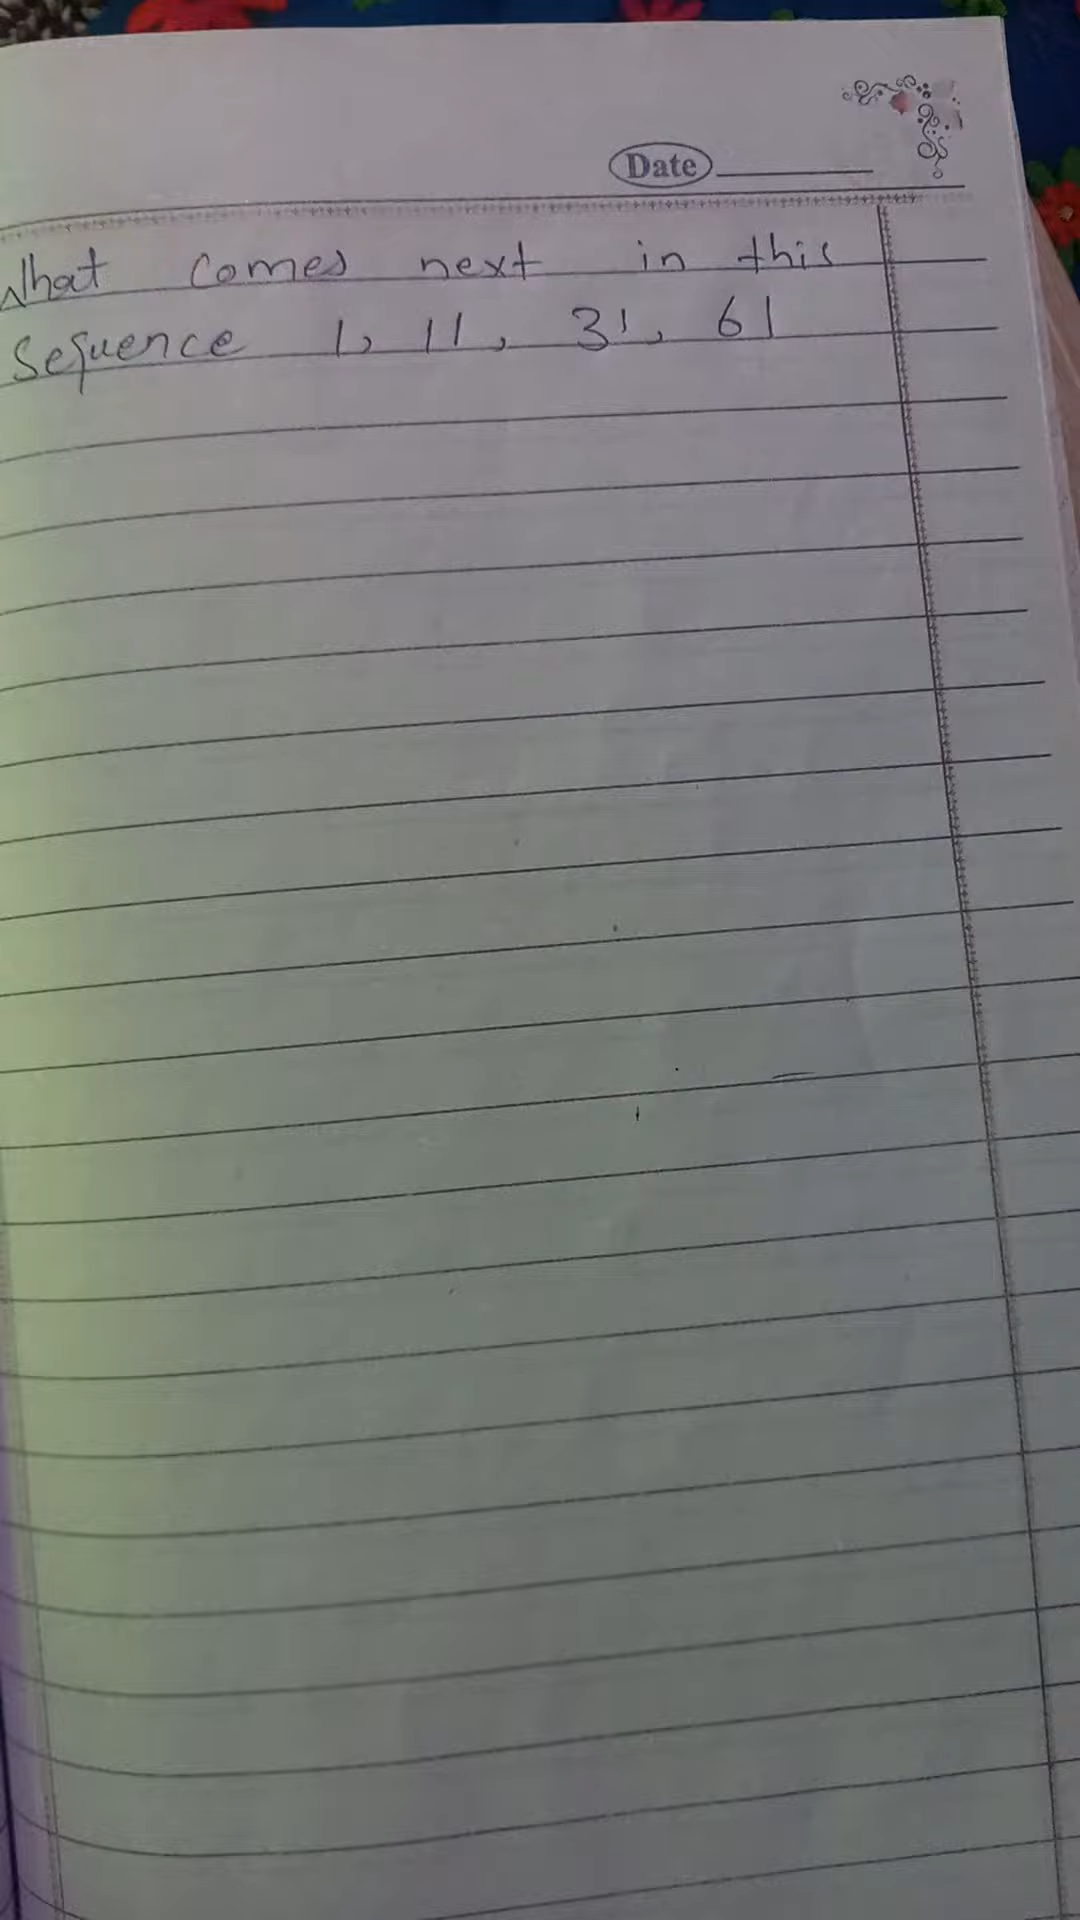 Date
What comes next in this
Sequence 1, 11, 31, 61